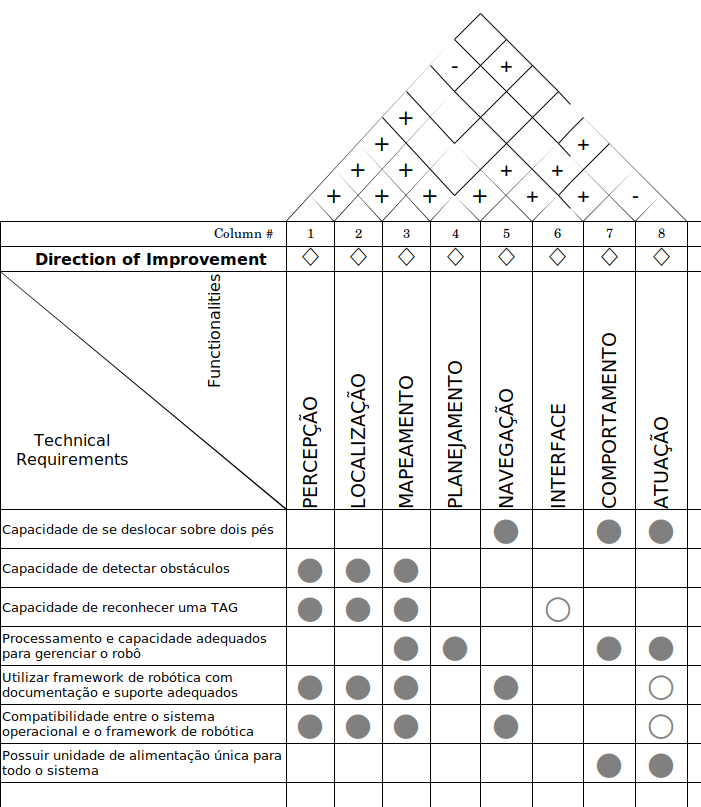 - +
+
+ +
+ + + +
+ + + + + + -
Column # 1 2 3 4 5 6 7 8
Direction of Improvement
Functionalities
Technical
Requirements
PERCEPÇÃO
LOCALIZAÇÃO
MAPEAMENTO
PLANEJAMENTO
NAVEGAÇÃO
INTERFACE
COMPORTAMENTO
ATUAÇÃO
Capacidade de se deslocar sobre dois pés
Capacidade de detectar obstáculos
Capacidade de reconhecer uma TAG
Processamento e capacidade adequados
para gerenciar o robô
Utilizar framework de robótica com
documentação e suporte adequados
Compatibilidade entre o sistema
operacional e o framework de robótica
Possuir unidade de alimentação única para
todo o sistema